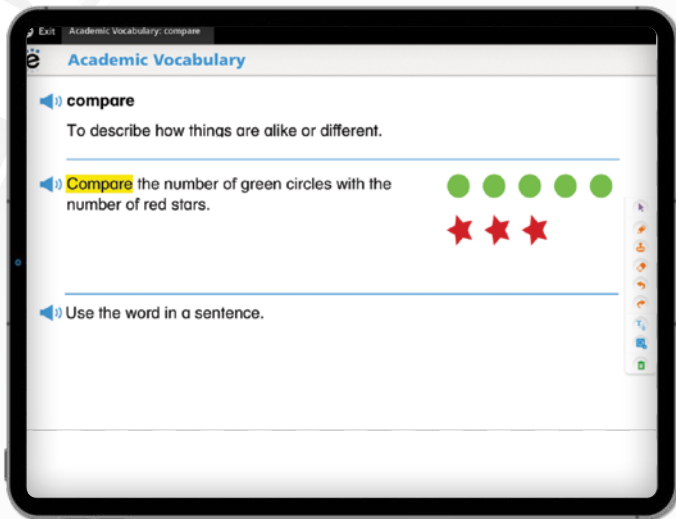 Exit Academic Vocabulary: compare
ë Academic Vocabulary
compare
To describe how things are alike or different.
Compare the number of green circles with the
number of red stars.
Use the word in a sentence.